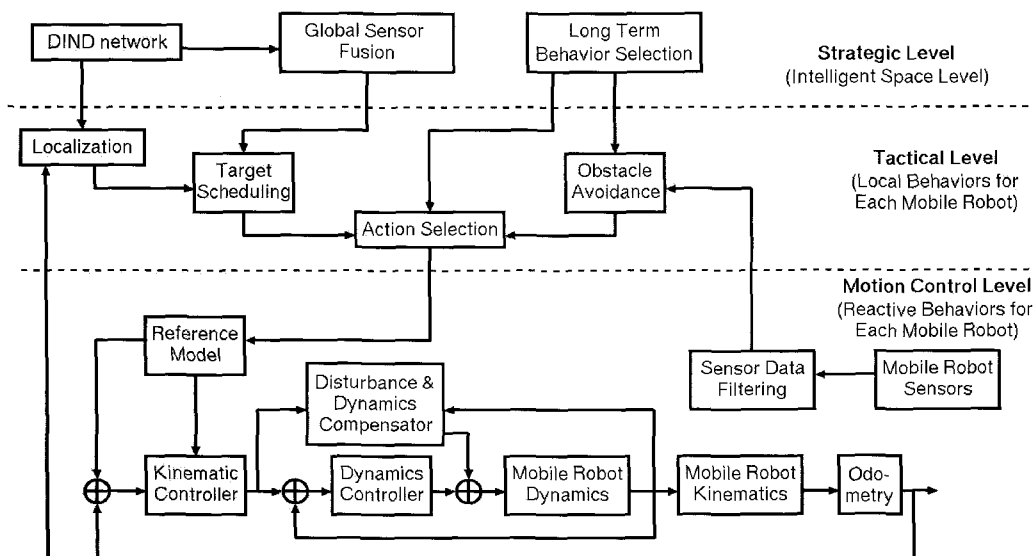 DIND network
Global Sensor
Fusion
Long Term
Behavior Selection
Strategic Level
(Intelligent Space Level)
Localization
Target
Scheduling
Obstacle
Avoidance
Action Selection
Tactical Level
(Local Behaviors for
Each Mobile Robot)
Motion Control Level
(Reactive Behaviors for
Each Mobile Robot)
Reference
Model
Disturbance &
Dynamics
Compensator
Sensor Data
Filtering
Mobile Robot
Sensors
Kinematic
Controller
Dynamics
Controller
Mobile Robot
Dynamics
Mobile Robot
Kinematics
Odo-
metry